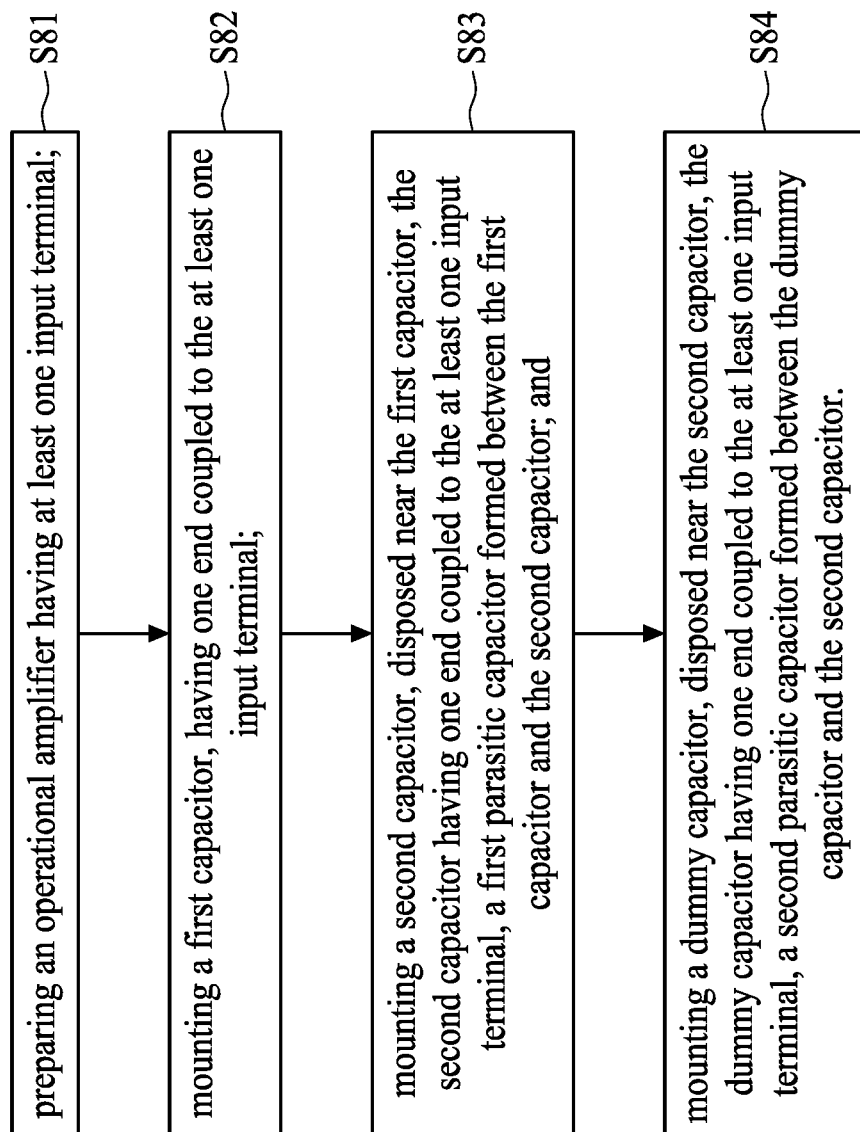 preparing an operational amplifier having at least one input terminal;
S81
mounting a first capacitor, having one end coupled to the at least one
input terminal;
S82
mounting a second capacitor, disposed near the first capacitor, the
second capacitor having one end coupled to the at least one input
terminal, a first parasitic capacitor formed between the first
capacitor and the second capacitor; and
S83
mounting a dummy capacitor, disposed near the second capacitor, the
dummy capacitor having one end coupled to the at least one input
terminal, a second parasitic capacitor formed between the dummy
capacitor and the second capacitor.
S84